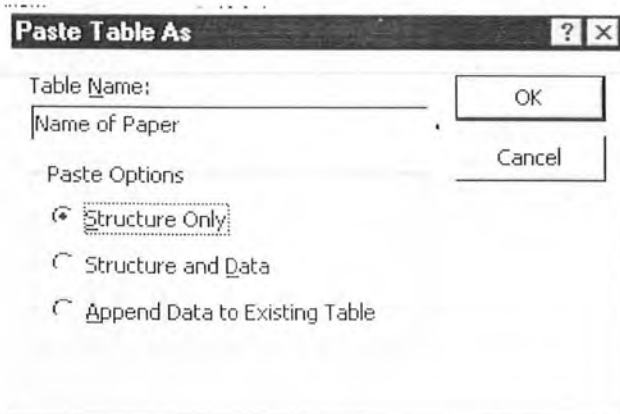 Paste Table As
? ×
Table Name:
OK
Name of Paper
Cancel
Paste Options
Structure Only
Structure and Data
Append Data to Existing Table